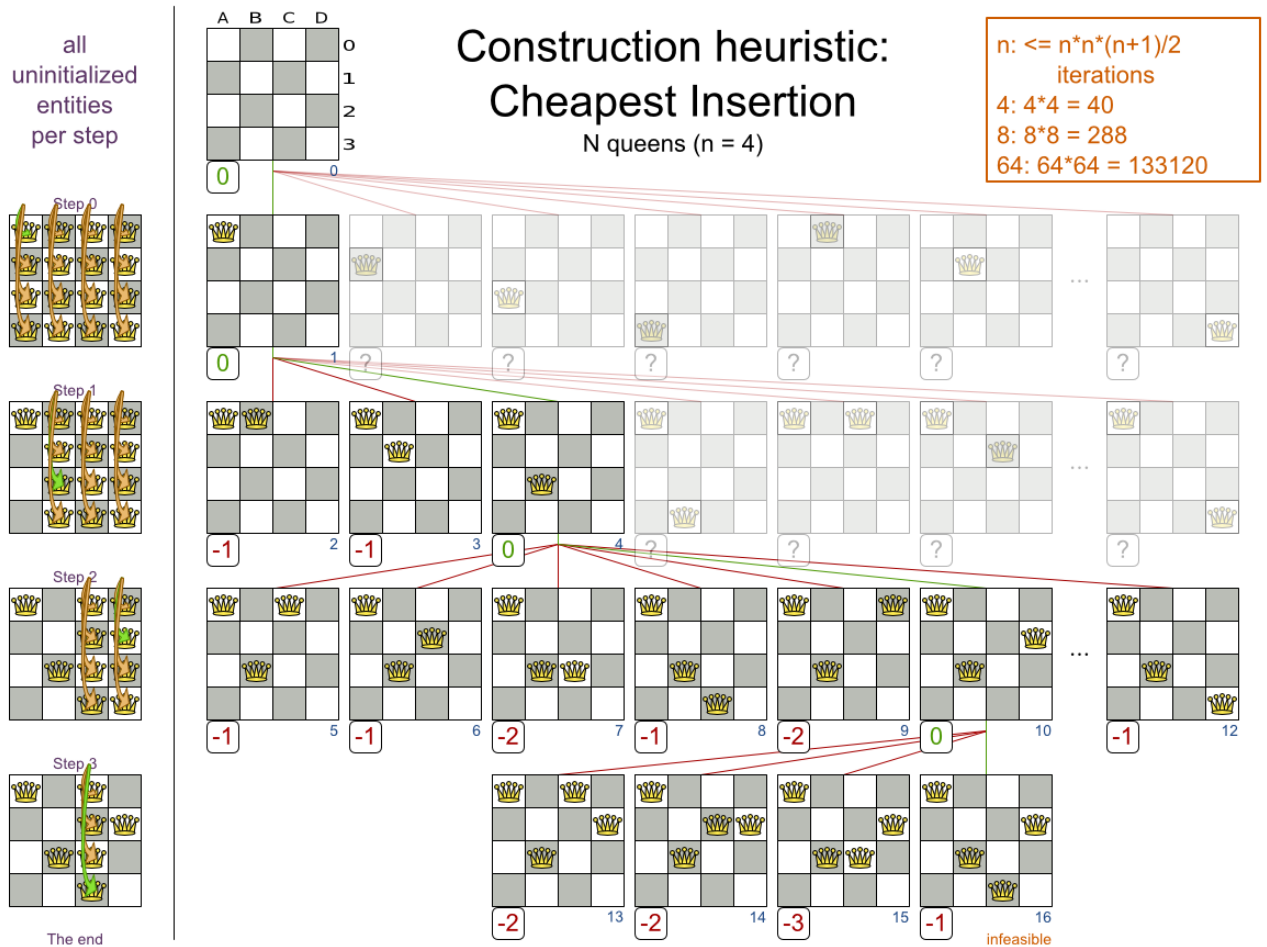 all
uninitialized
entities
per step
A B C D
0
1
2
3
Construction heuristic:
Cheapest Insertion
N queens (n = 4)
n: <= n*n*(n+1)/2
iterations
4: 4*4 = 40
8: 8*8 = 288
64: 64*64 = 133120
0 0
Step 0
...
0 1 ? ? ? ? ? ?
Step 1
...
-1 2 -1 3 0 4 ? ? ? ?
Step 2
...
-1 5 -1 6 -2 7 -1 8 -2 9 0 10 -1 12
Step 3
-2 13 -2 14 -3 15 -1 16
The end
infeasible